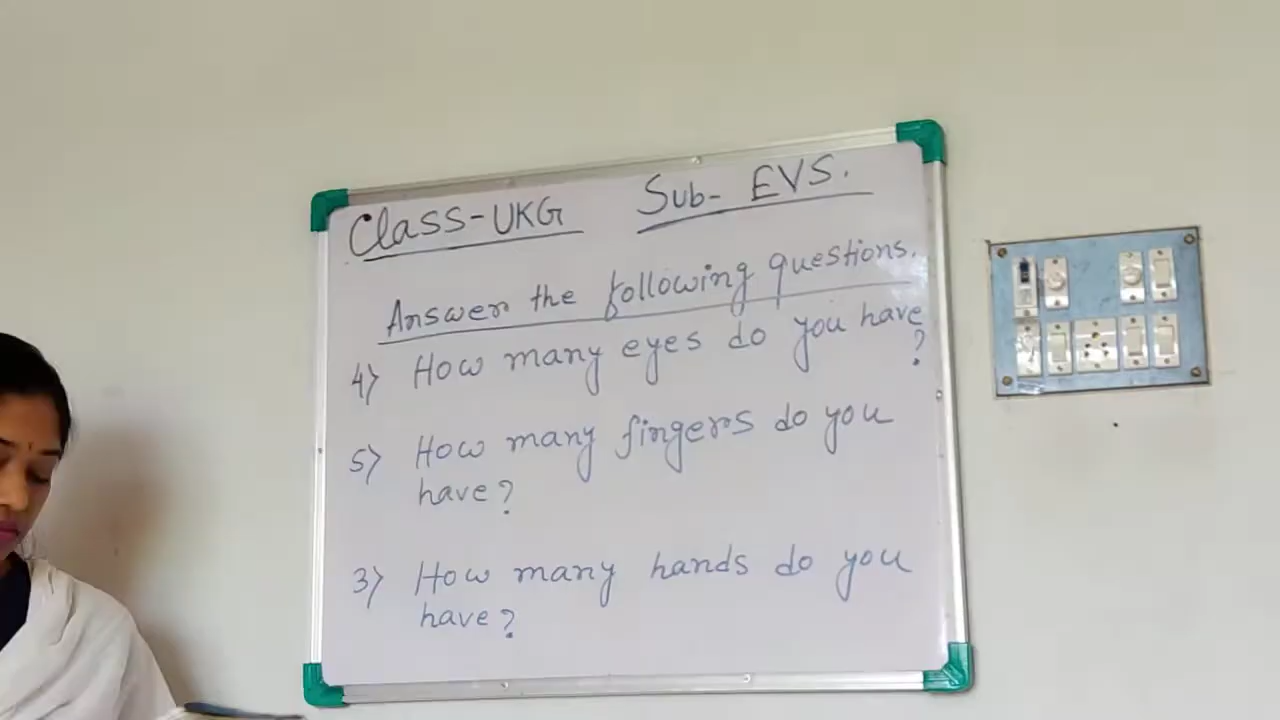 Class-UKG Sub- EVS.
Answer the following questions.
4) How many eyes do you have
?
5) How many fingers do you
have?
3) How many hands do you
have?